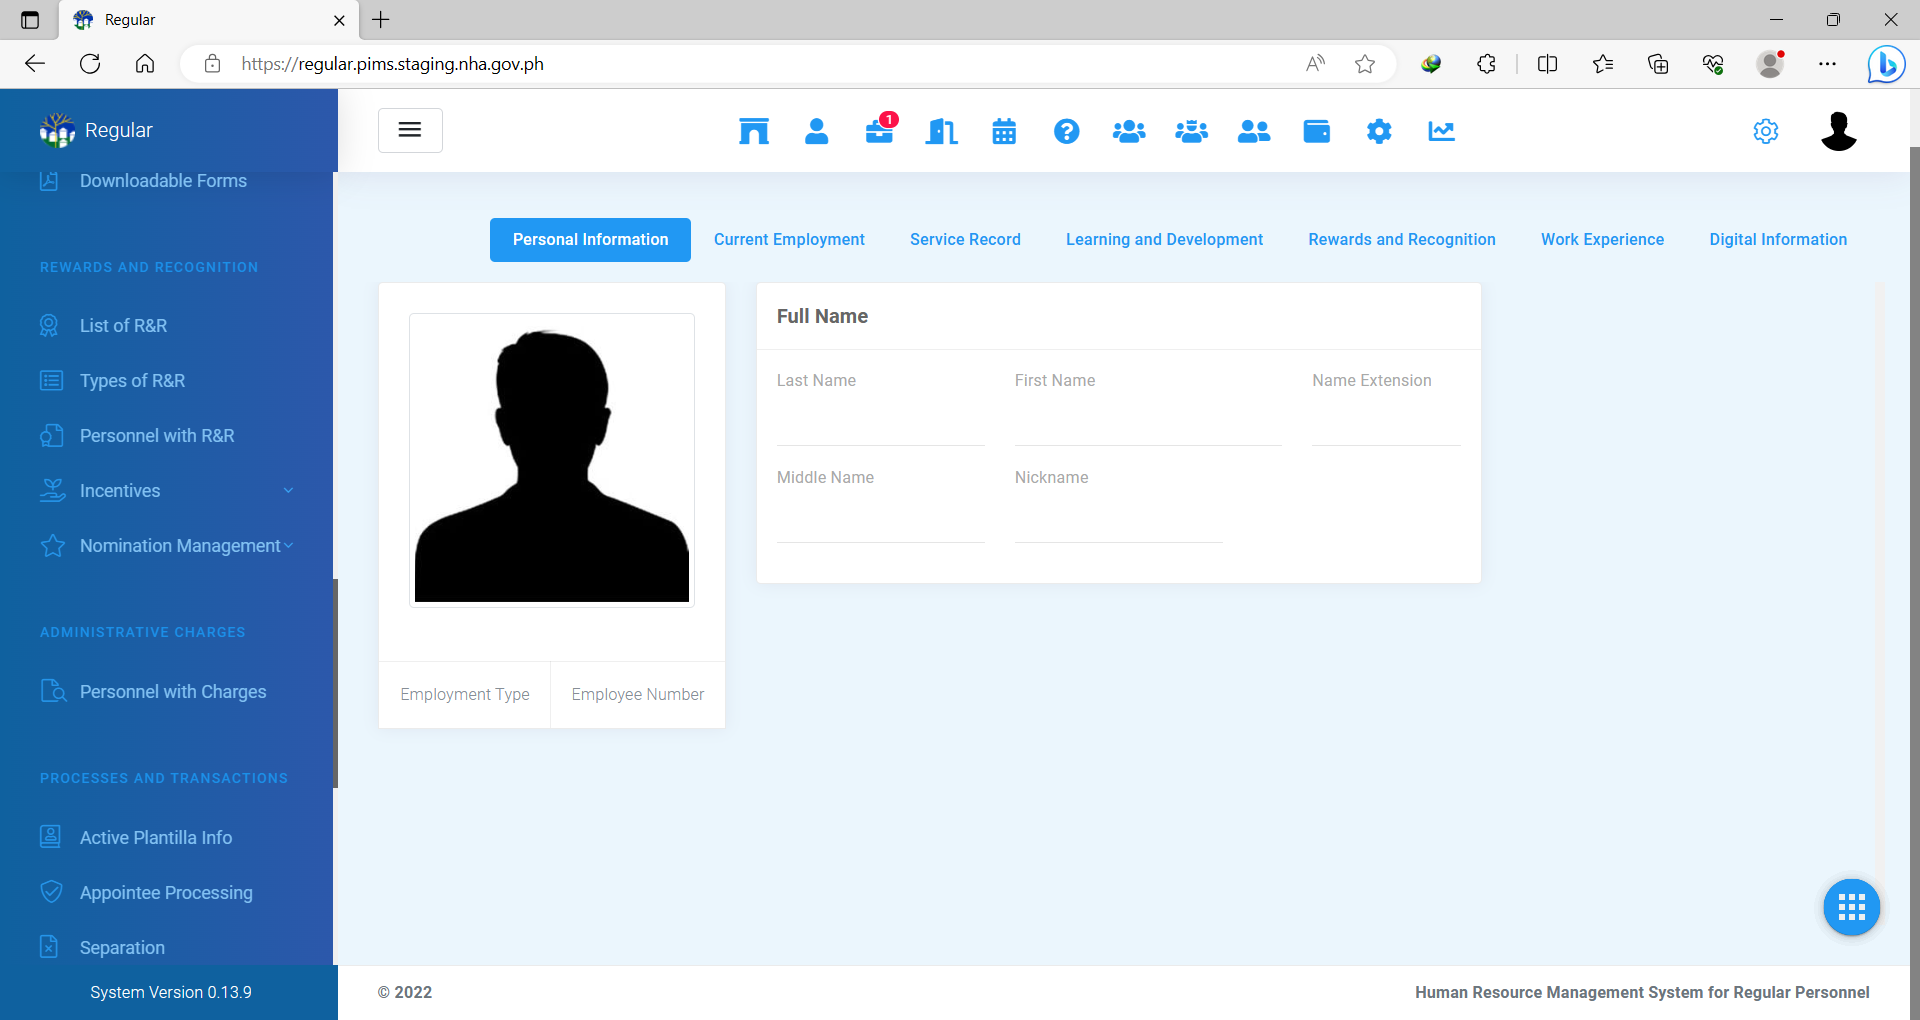 Regular
https://regular.pims.staging.nha.gov.ph
Regular
1
Downloadable Forms
REWARDS AND RECOGNITION
List of R&R
Types of R&R
Personnel with R&R
Incentives
Nomination Management
ADMINISTRATIVE CHARGES
Personnel with Charges
PROCESSES AND TRANSACTIONS
Active Plantilla Info
Appointee Processing
Separation
System Version 0.13.9
Personal Information Current Employment Service Record Learning and Development Rewards and Recognition Work Experience Digital Information
Employment Type Employee Number
Full Name
Last Name First Name Name Extension
Middle Name Nickname
© 2022 Human Resource Management System for Regular Personnel